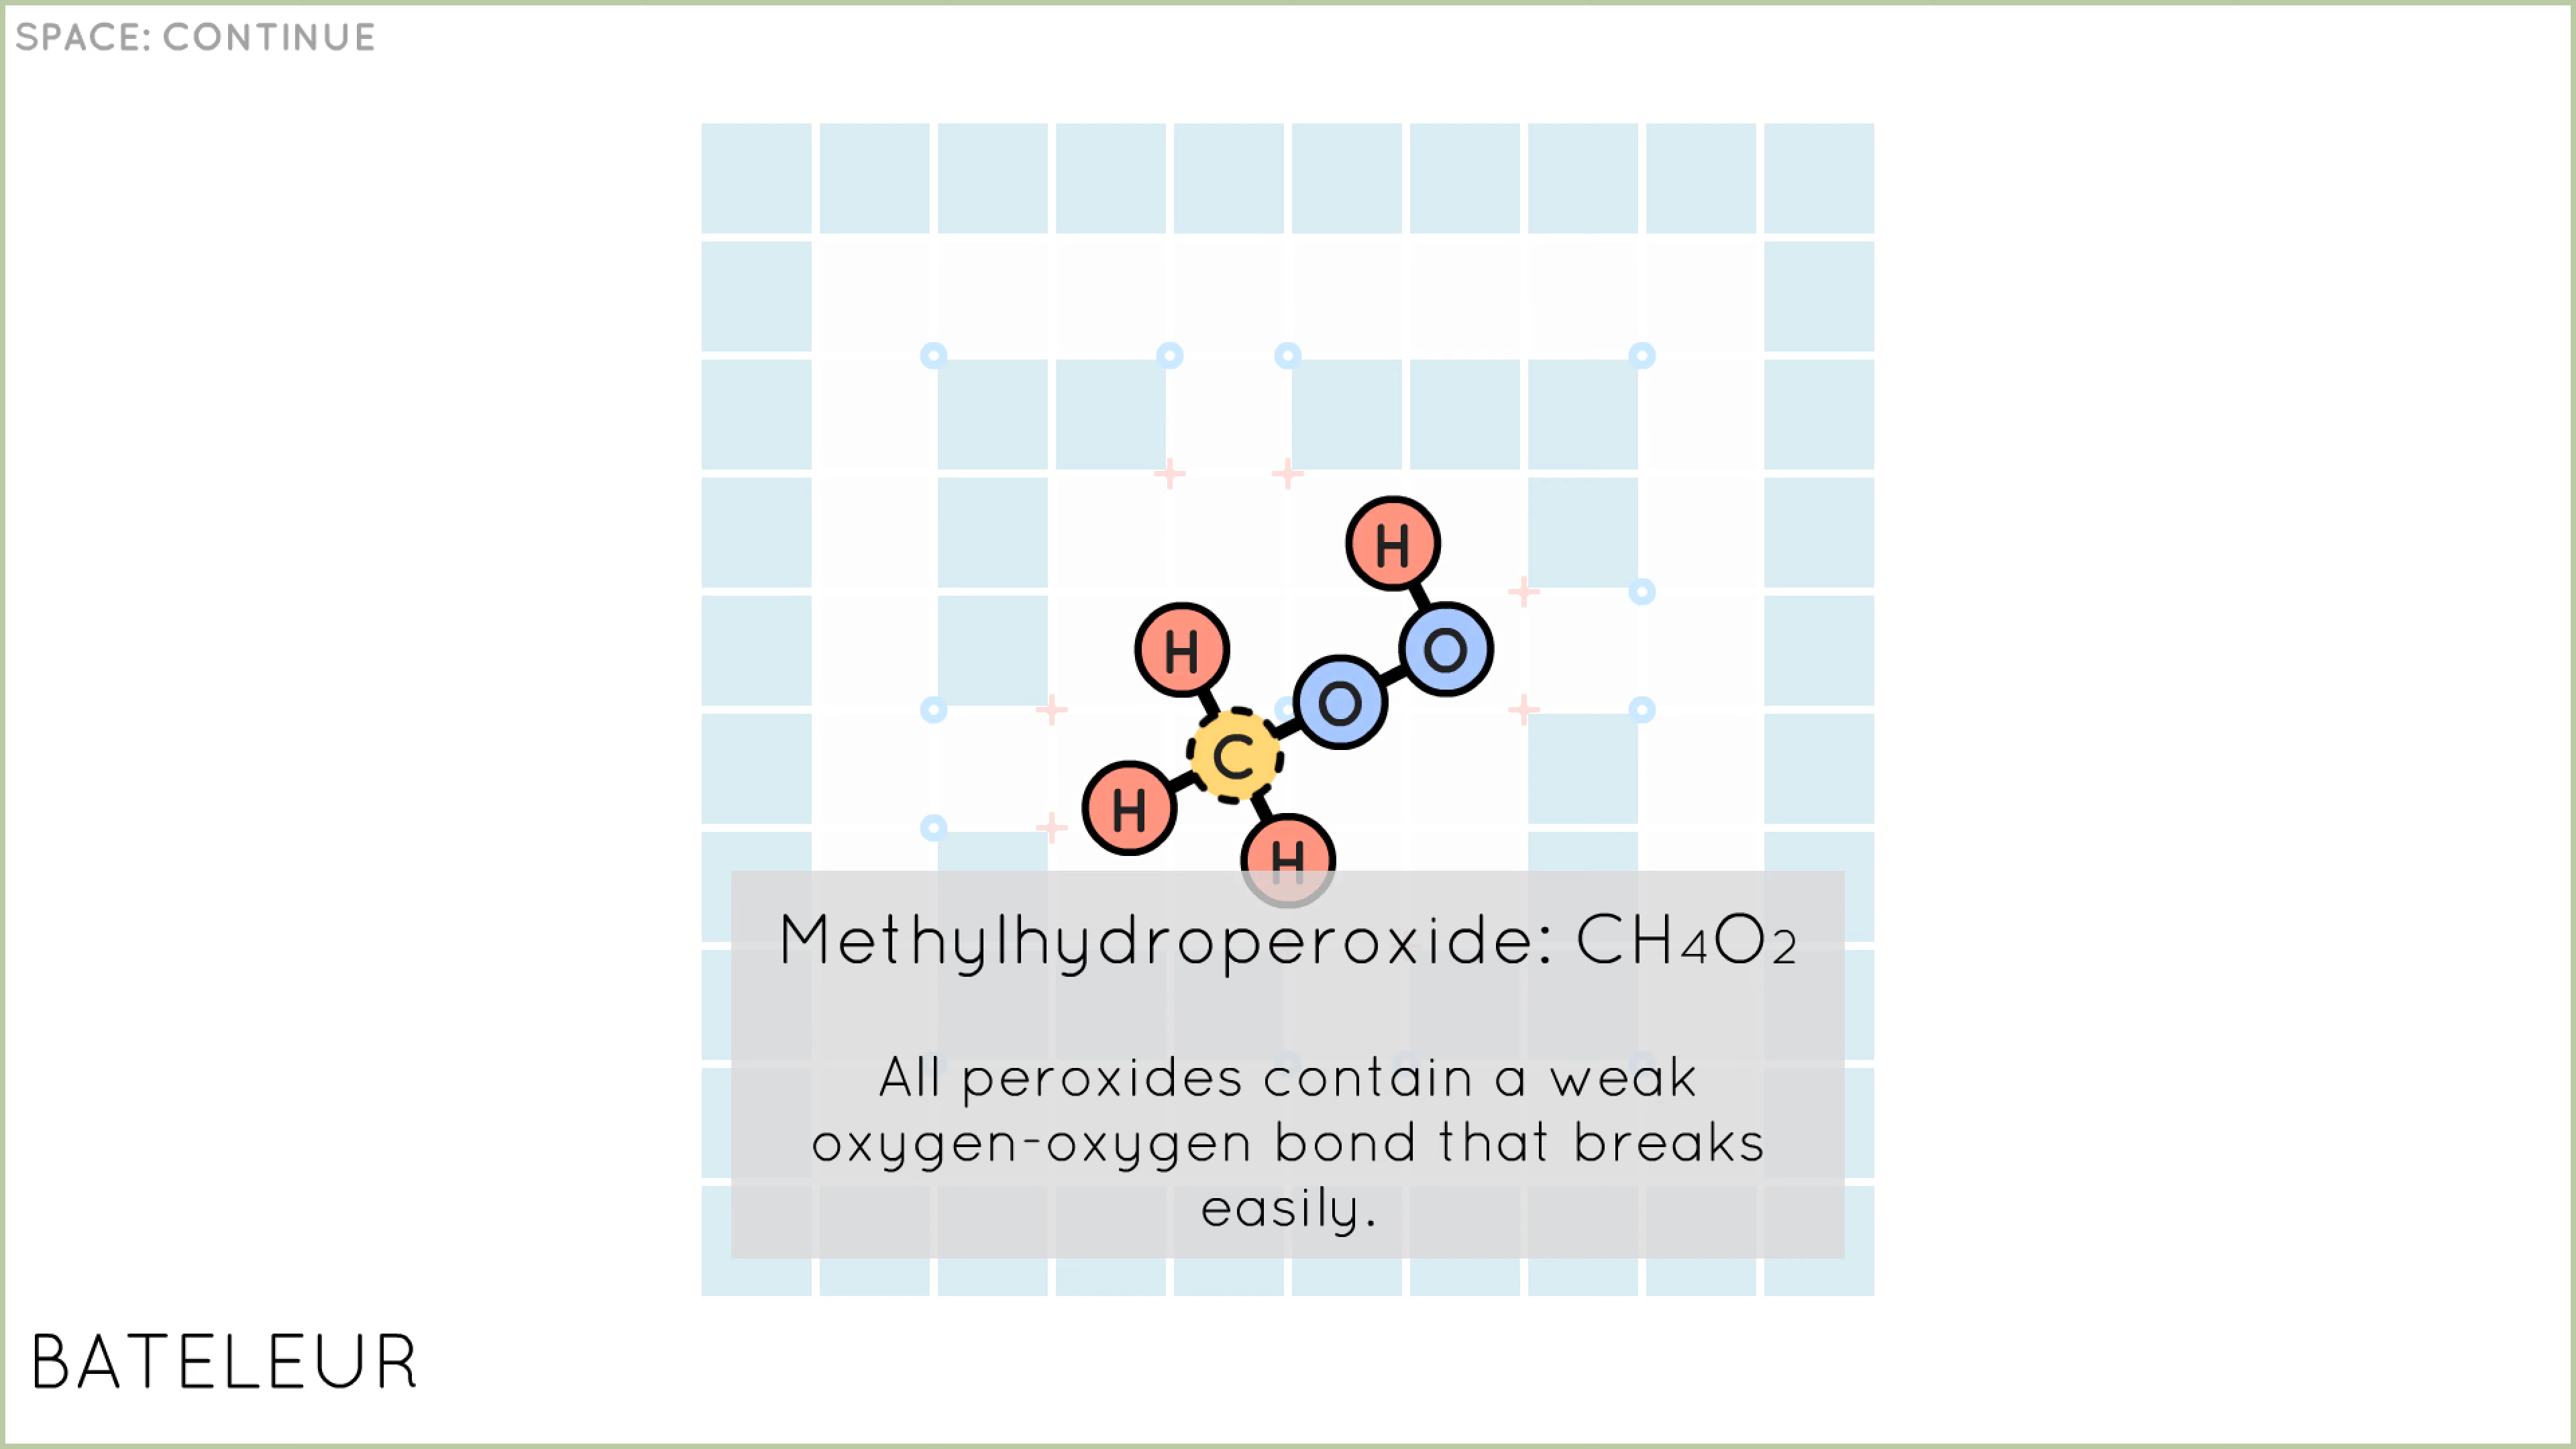 SPACE: CONTINUE
H
H
O
O
C
H
H
Methylhydroperoxide: CH4O2
All peroxides contain a weak
oxygen-oxygen bond that breaks
easily.
BATELEUR